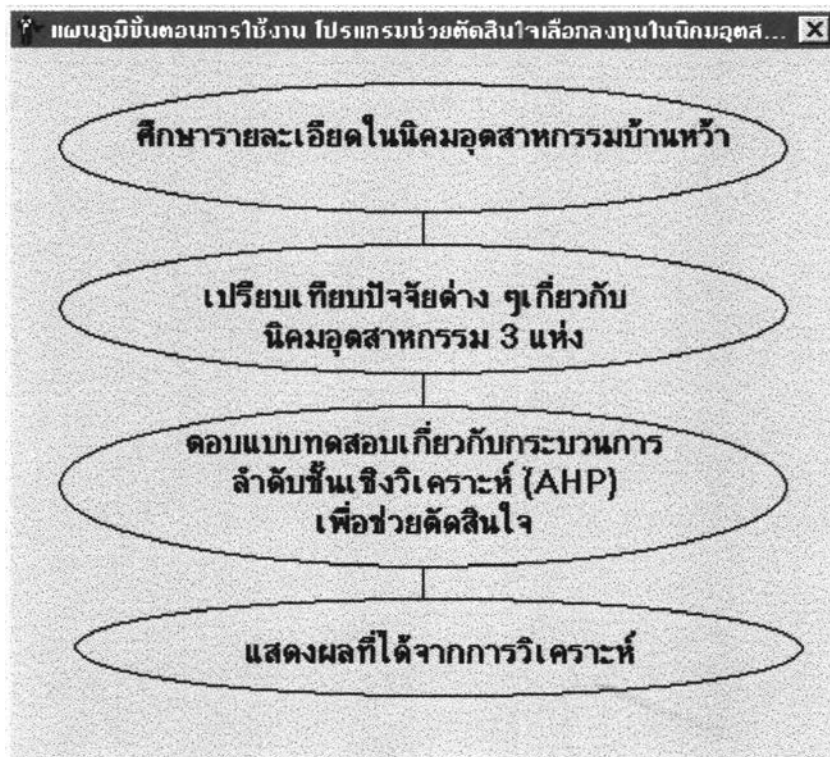 แผนภูมิขั้นตอนการใช้งาน โปรแกรมช่วยตัดสินใจเลือกลงทุนในนิคมอุตส...
ศึกษารายละเอียดในนิคมอุตสาหกรรมบ้านหว้า
เปรียบเทียบปัจจัยต่าง ๆเกี่ยวกับ
นิคมอุตสาหกรรม 3 แห่ง
ตอบแบบทดสอบเกี่ยวกับกระบวนการ
ลำดับชั้นเชิงวิเคราะห์ (AHP)
เพื่อช่วยตัดสินใจ
แสดงผลที่ได้จากการวิเคราะห์